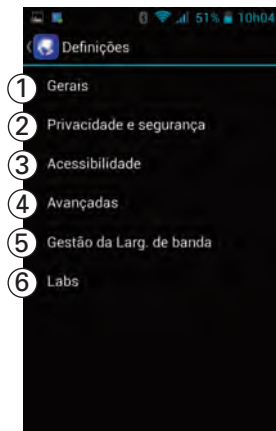 51% 10h04
Definições
1 Gerais
2 Privacidade e segurança
3 Acessibilidade
4 Avançadas
5 Gestão da Larg. de banda
6 Labs